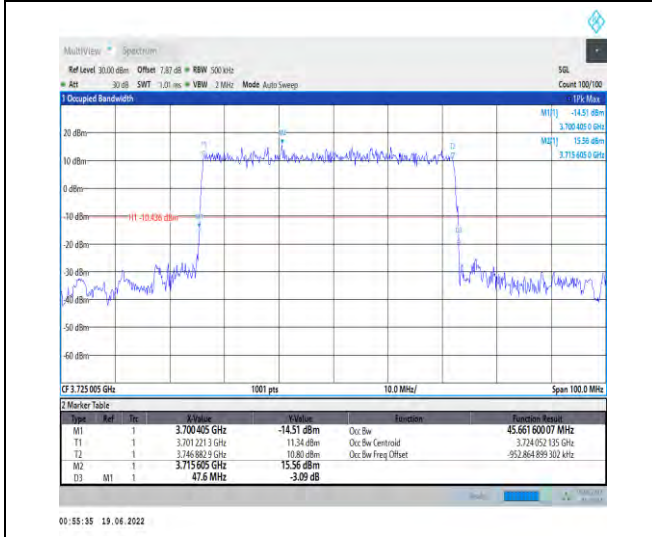 MultiView Spectrum
Ref Level 30.00 dBm Offset 7.87 dB RBW 500 kHz SGL
Att 30 dB SWT 1.01 ms VBW 2 MHz Mode Auto Sweep Count 100/100
1 Occupied Bandwidth 1Pk Max
M1[1] -14.51 dBm
3.700 405 0 GHz
20 dBm M2[1] 15.56 dBm
3.715 605 0 GHz
10 dBm
0 dBm
-10 dBm H1 -10.436 dBm
-20 dBm
-30 dBm
-40 dBm
-50 dBm
-60 dBm
CF 3.725 005 GHz 1001 pts 10.0 MHz/ Span 100.0 MHz
2 Marker Table
Type Ref Trc X-Value Y-Value Function Function Result
M1 1 3.700 405 GHz -14.51 dBm Occ Bw 45.661 600 07 MHz
T1 1 3.701 221 3 GHz 11.34 dBm Occ Bw Centroid 3.724 052 135 GHz
T2 1 3.746 882 9 GHz 10.80 dBm Occ Bw Freq Offset -952.864 899 302 kHz
M2 1 3.715 605 GHz 15.56 dBm
D3 M1 1 47.6 MHz -3.09 dB
00:55:35 19.06.2022